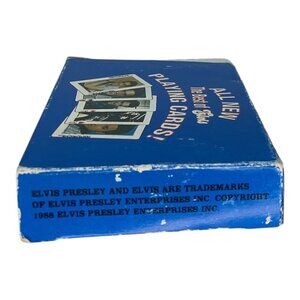 ALL NEW
The Best of Elvis
PLAYING CARDS!
ELVIS PRESLEY AND ELVIS ARE TRADEMARKS
OF ELVIS PRESLEY ENTERPRISES INC. COPYRIGHT
1988 ELVIS PRESLEY ENTERPRISES INC.